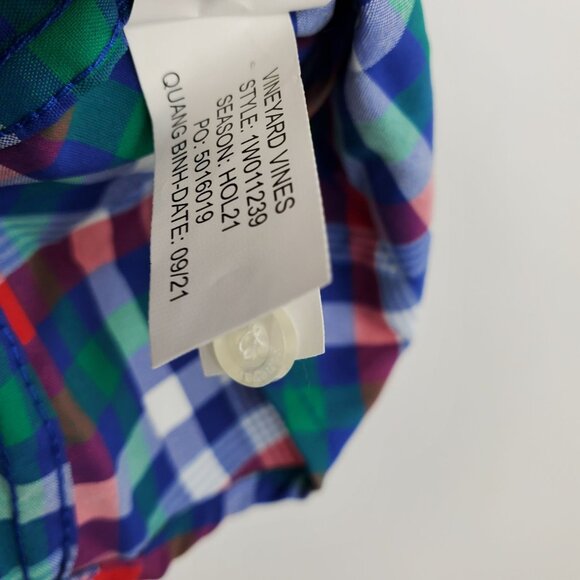 VINEYARD VINES
STYLE: 1W011239
SEASON: HOL21
PO: 5016019
QUANG BINH-DATE: 09/21